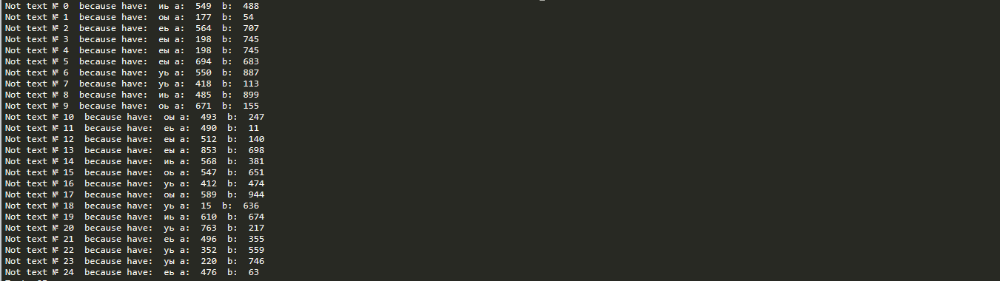 Not text № 0  because have:  иь a:  549  b:  488
Not text № 1  because have:  оы a:  177  b:  54
Not text № 2  because have:  еь a:  564  b:  707
Not text № 3  because have:  еы a:  198  b:  745
Not text № 4  because have:  еы a:  198  b:  745
Not text № 5  because have:  еы a:  694  b:  683
Not text № 6  because have:  уь a:  550  b:  887
Not text № 7  because have:  уь a:  418  b:  113
Not text № 8  because have:  иь a:  485  b:  899
Not text № 9  because have:  оь a:  671  b:  155
Not text № 10  because have:  оы a:  493  b:  247
Not text № 11  because have:  еь a:  490  b:  11
Not text № 12  because have:  еы a:  512  b:  140
Not text № 13  because have:  еы a:  853  b:  698
Not text № 14  because have:  иь a:  568  b:  381
Not text № 15  because have:  оь a:  547  b:  651
Not text № 16  because have:  уь a:  412  b:  474
Not text № 17  because have:  оы a:  589  b:  944
Not text № 18  because have:  уь a:  15  b:  636
Not text № 19  because have:  иь a:  610  b:  674
Not text № 20  because have:  уь a:  763  b:  217
Not text № 21  because have:  еь a:  496  b:  355
Not text № 22  because have:  уь a:  352  b:  559
Not text № 23  because have:  уы a:  220  b:  746
Not text № 24  because have:  еь a:  476  b:  63